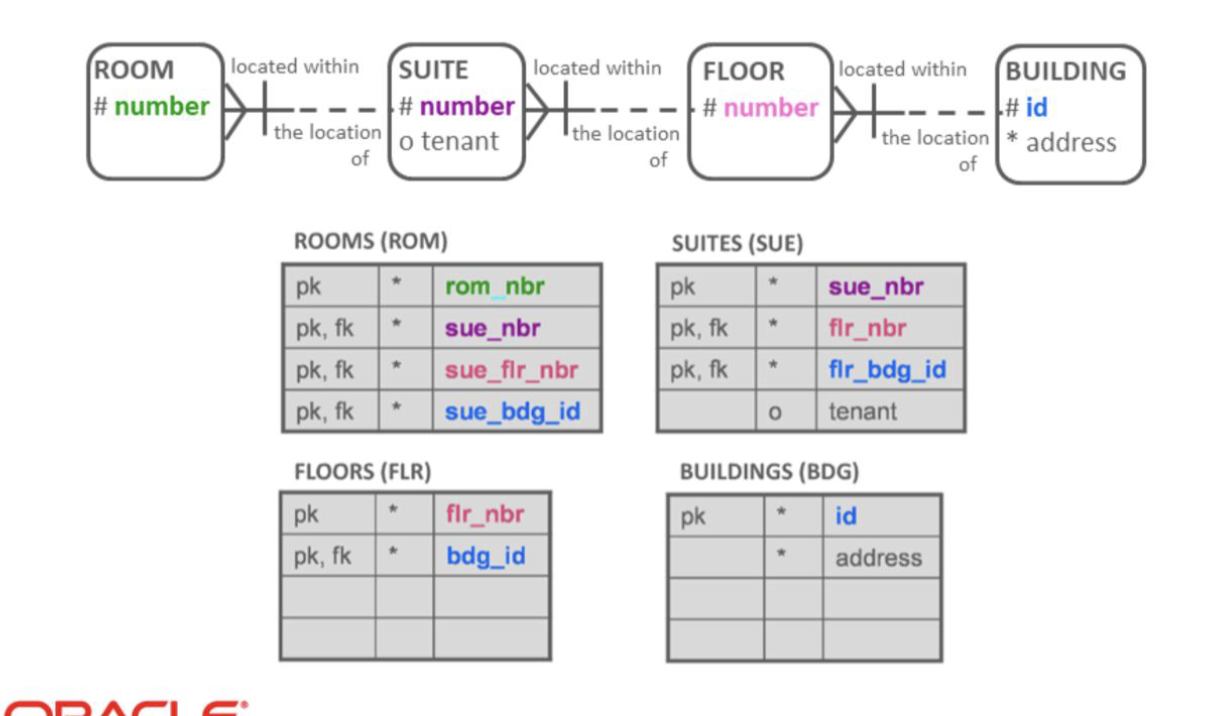 ROOM
# number
located within
the location
of
SUITE
# number
o tenant
located within
the location
of
FLOOR
# number
located within
the location
of
BUILDING
# id
* address
ROOMS (ROM)
pk * rom_nbr
pk, fk * sue_nbr
pk, fk * sue_flr_nbr
pk, fk * sue_bdg_id
SUITES (SUE)
pk * sue_nbr
pk, fk * flr_nbr
pk, fk * flr_bdg_id
o tenant
FLOORS (FLR)
pk * flr_nbr
pk, fk * bdg_id
BUILDINGS (BDG)
pk * id
* address
ORACLE